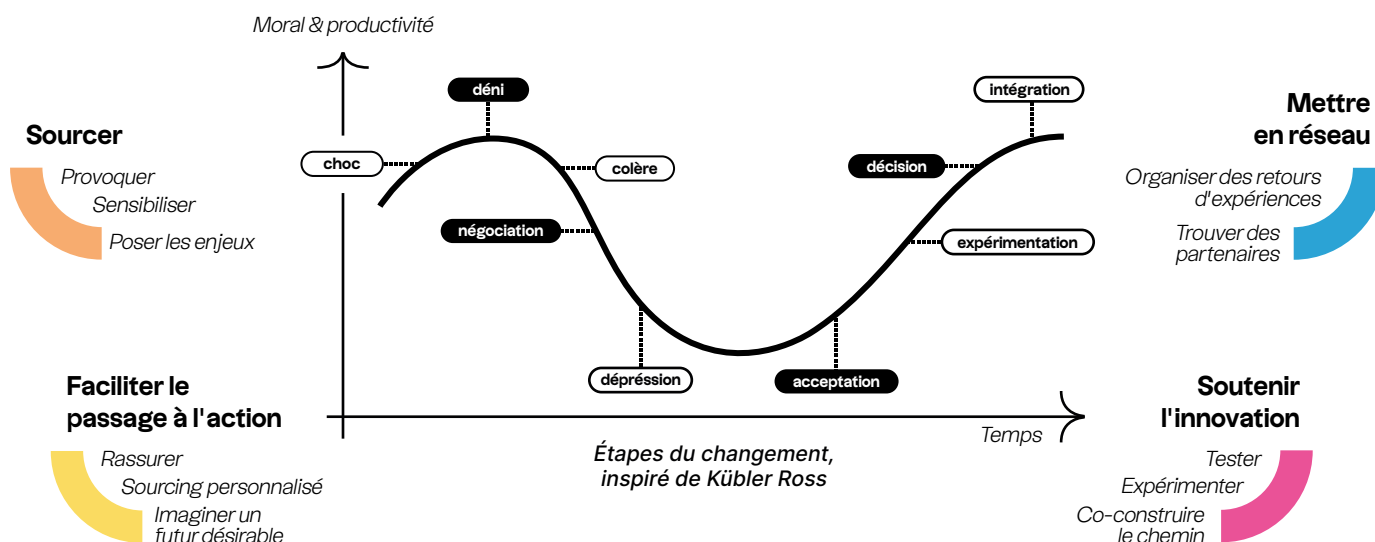 Moral & productivité
déni
intégration
Mettre
en réseau
Sourcer
choc
colère
décision
Provoquer
Sensibiliser
Poser les enjeux
Organiser des retours
d'expériences
négociation
expérimentation
Trouver des
partenaires
dépréssion
acceptation
Faciliter le
passage à l'action
Soutenir
l'innovation
Temps
Étapes du changement,
inspiré de Kübler Ross
Rassurer
Sourcing personnalisé
Imaginer un
futur désirable
Tester
Expérimenter
Co-construire
le chemin